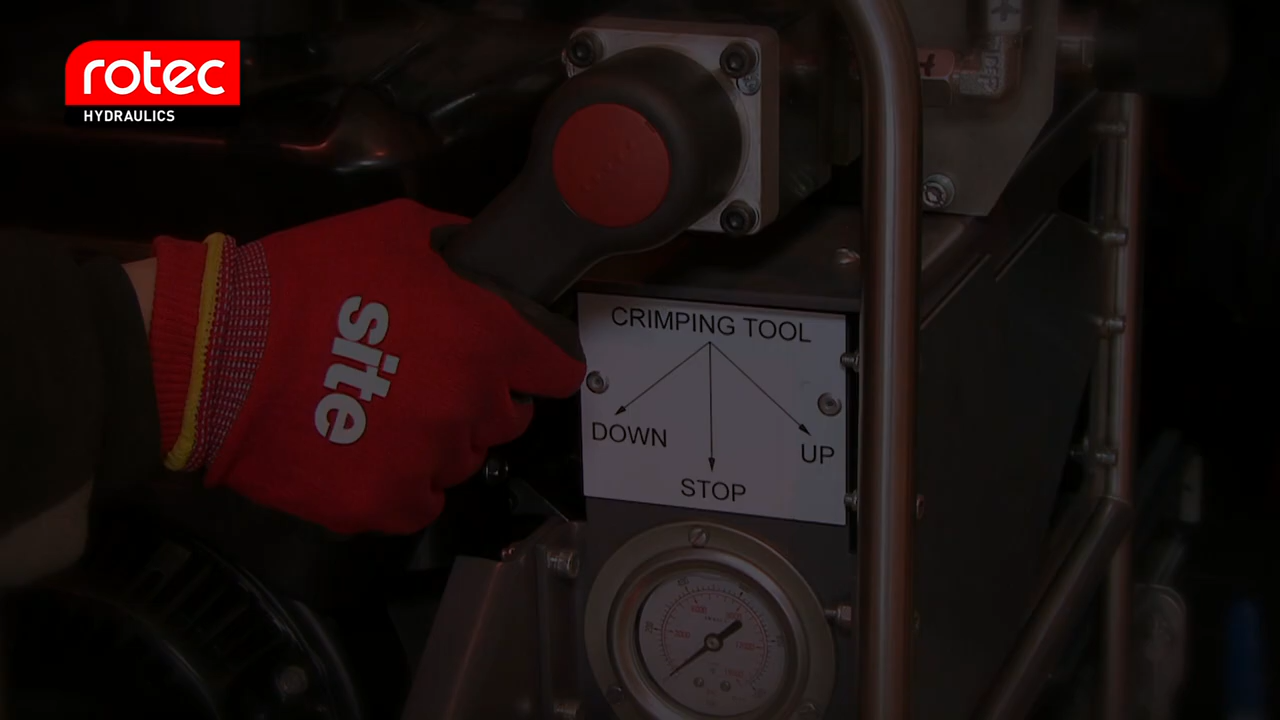 rotec
HYDRAULICS
site
CRIMPING TOOL
DOWN
UP
STOP